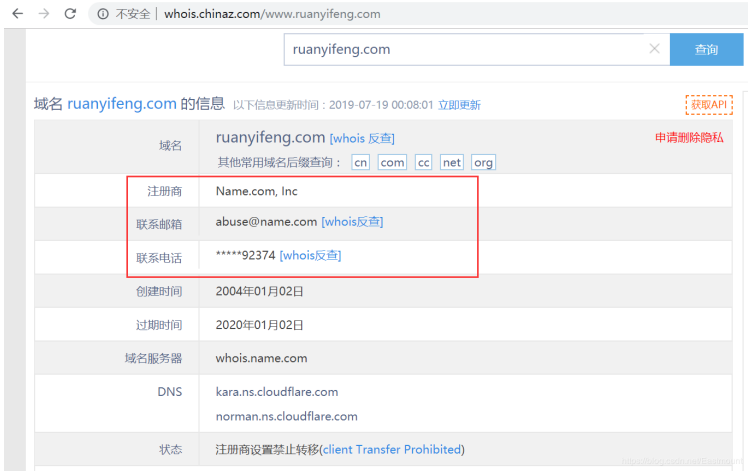 不安全 | whois.chinaz.com/www.ruanyifeng.com
ruanyifeng.com 查询
域名 ruanyifeng.com 的信息 以下信息更新时间：2019-07-19 00:08:01 立即更新 获取API
域名 ruanyifeng.com [whois 反查] 申请删除隐私
其他常用域名后缀查询： cn com cc net org
注册商 Name.com, Inc
联系邮箱 abuse@name.com [whois反查]
联系电话 *****92374 [whois反查]
创建时间 2004年01月02日
过期时间 2020年01月02日
域名服务器 whois.name.com
DNS kara.ns.cloudflare.com
norman.ns.cloudflare.com
状态 注册商设置禁止转移(client Transfer Prohibited)